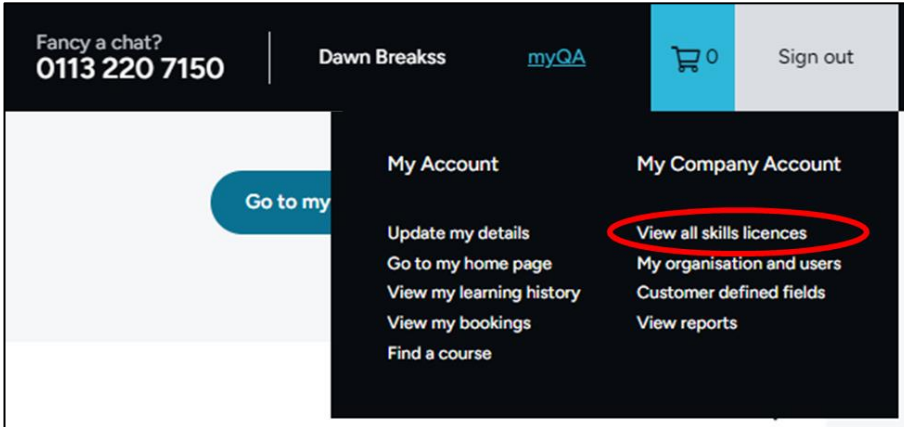 Fancy a chat?
0113 220 7150
Dawn Breakss
myQA
0
Sign out
Go to my
My Account
Update my details
Go to my home page
View my learning history
View my bookings
Find a course
My Company Account
View all skills licences
My organisation and users
Customer defined fields
View reports